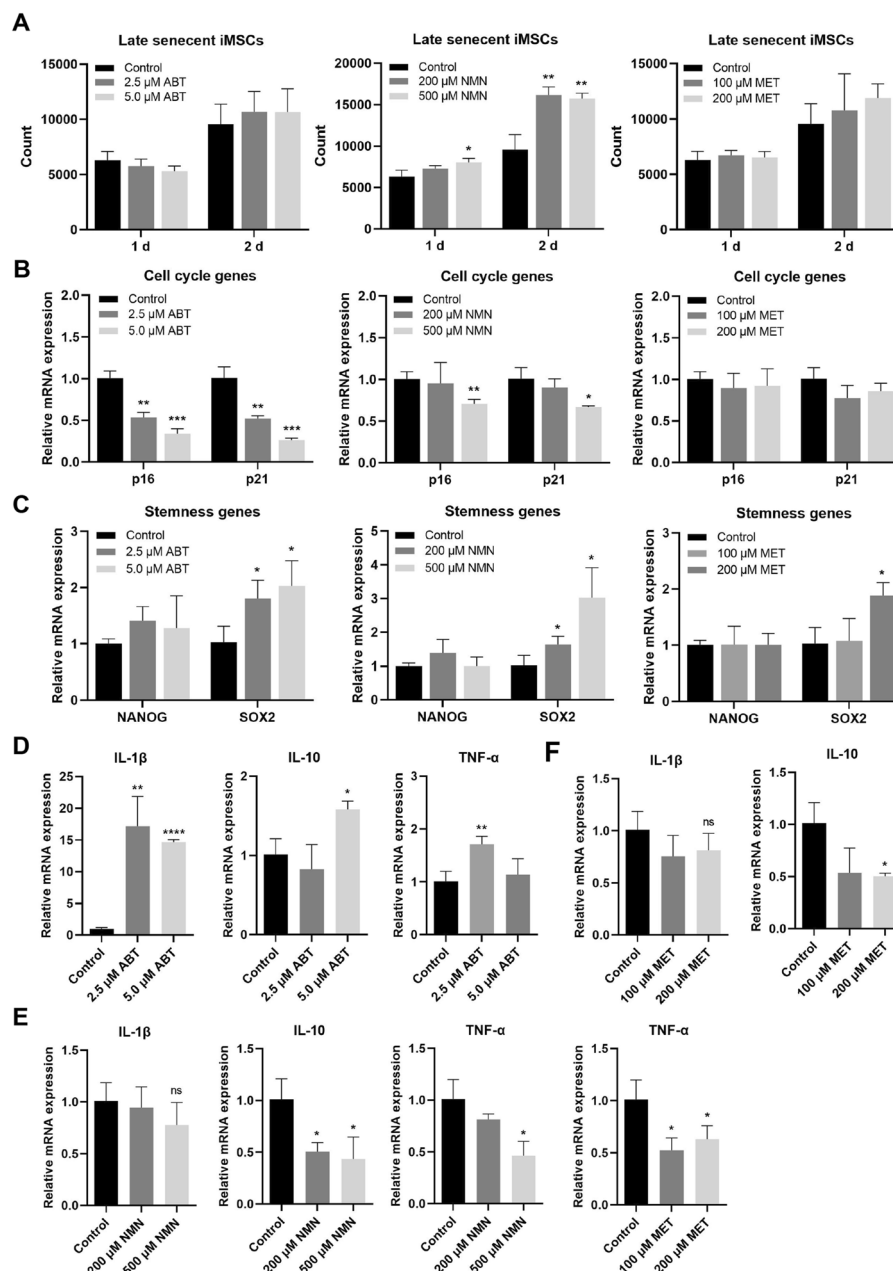 A
Late senecent iMSCs
Control
2.5 µM ABT
5.0 µM ABT
Count
15000
10000
5000
0
1 d
2 d
Late senecent iMSCs
Control
200 µM NMN
500 µM NMN
Count
20000
15000
10000
5000
0
*
**
**
1 d
2 d
Late senecent iMSCs
Control
100 µM MET
200 µM MET
Count
15000
10000
5000
0
1 d
2 d
B
Cell cycle genes
Control
2.5 µM ABT
5.0 µM ABT
Relative mRNA expression
2.0
1.5
1.0
0.5
0.0
**
***
**
***
p16
p21
Cell cycle genes
Control
200 µM NMN
500 µM NMN
Relative mRNA expression
2.0
1.5
1.0
0.5
0.0
**
*
p16
p21
Cell cycle genes
Control
100 µM MET
200 µM MET
Relative mRNA expression
2.0
1.5
1.0
0.5
0.0
p16
p21
C
Stemness genes
Control
2.5 µM ABT
5.0 µM ABT
Relative mRNA expression
3
2
1
0
*
*
NANOG
SOX2
Stemness genes
Control
200 µM NMN
500 µM NMN
Relative mRNA expression
5
4
3
2
1
0
*
*
NANOG
SOX2
Stemness genes
Control
100 µM MET
200 µM MET
Relative mRNA expression
3
2
1
0
*
NANOG
SOX2
D
IL-1β
Relative mRNA expression
25
20
15
10
5
0
**
****
Control
2.5 µM ABT
5.0 µM ABT
IL-10
Relative mRNA expression
2.0
1.5
1.0
0.5
0.0
*
Control
2.5 µM ABT
5.0 µM ABT
TNF-α
Relative mRNA expression
2.5
2.0
1.5
1.0
0.5
0.0
**
Control
2.5 µM ABT
5.0 µM ABT
F
IL-1β
Relative mRNA expression
1.5
1.0
0.5
0.0
ns
Control
100 µM MET
200 µM MET
IL-10
Relative mRNA expression
1.5
1.0
0.5
0.0
*
Control
100 µM MET
200 µM MET
E
IL-1β
Relative mRNA expression
1.5
1.0
0.5
0.0
ns
Control
200 µM NMN
500 µM NMN
IL-10
Relative mRNA expression
1.5
1.0
0.5
0.0
*
*
Control
200 µM NMN
500 µM NMN
TNF-α
Relative mRNA expression
1.5
1.0
0.5
0.0
*
Control
200 µM NMN
500 µM NMN
TNF-α
Relative mRNA expression
1.5
1.0
0.5
0.0
*
*
Control
100 µM MET
200 µM MET